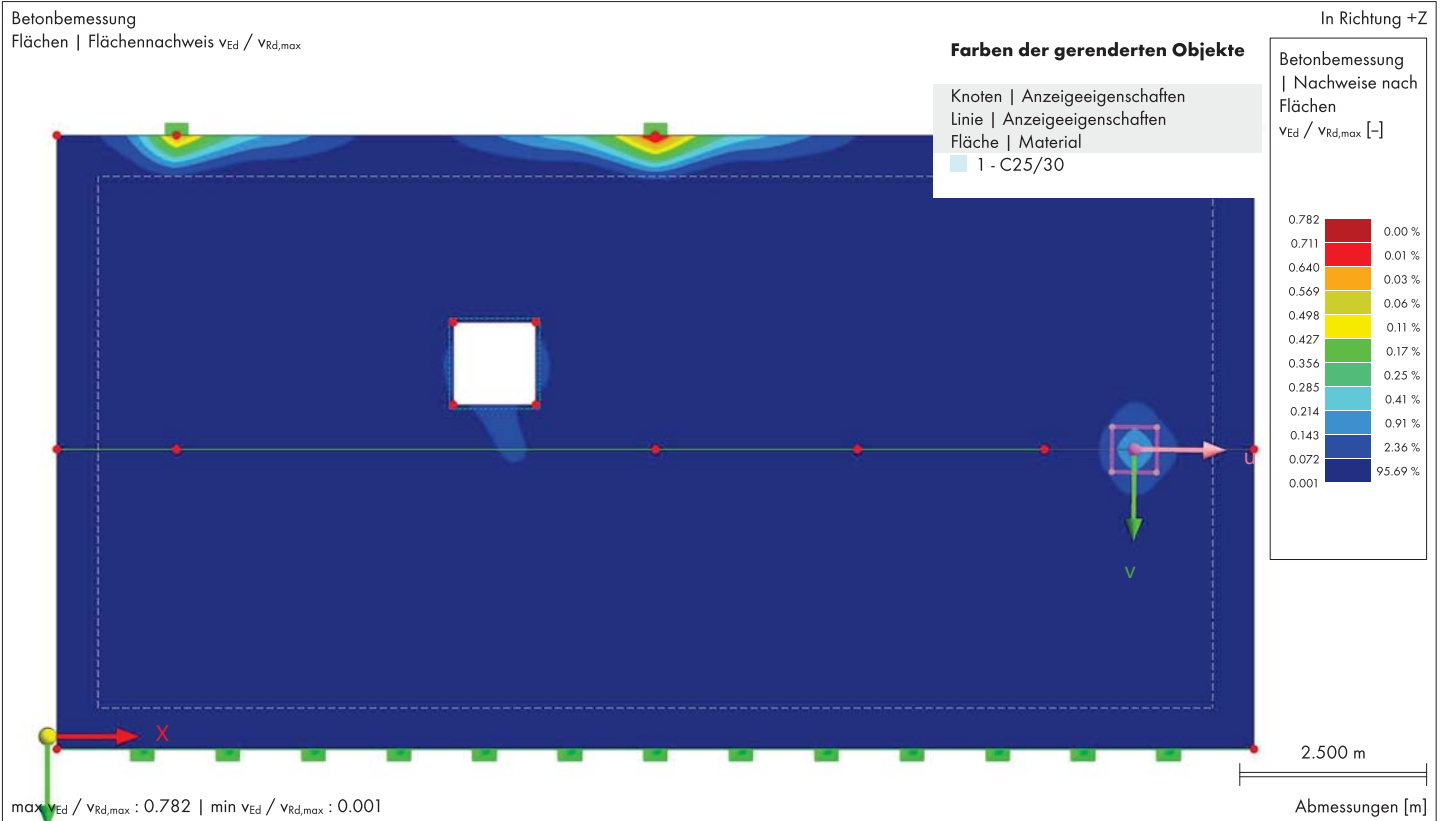 Betonbemessung
Flächen | Flächennachweis vEd / vRd,max
In Richtung +Z
Farben der gerenderten Objekte
Knoten | Anzeigeeigenschaften
Linie | Anzeigeeigenschaften
Fläche | Material
1 - C25/30
Betonbemessung
| Nachweise nach
Flächen
vEd / vRd,max [–]
0.782
0.00 %
0.711
0.01 %
0.640
0.03 %
0.569
0.06 %
0.498
0.11 %
0.427
0.17 %
0.356
0.25 %
0.285
0.41 %
0.214
0.91 %
0.143
2.36 %
0.072
95.69 %
0.001
u
v
X
2.500 m
max vEd / vRd,max : 0.782 | min vEd / vRd,max : 0.001
Abmessungen [m]